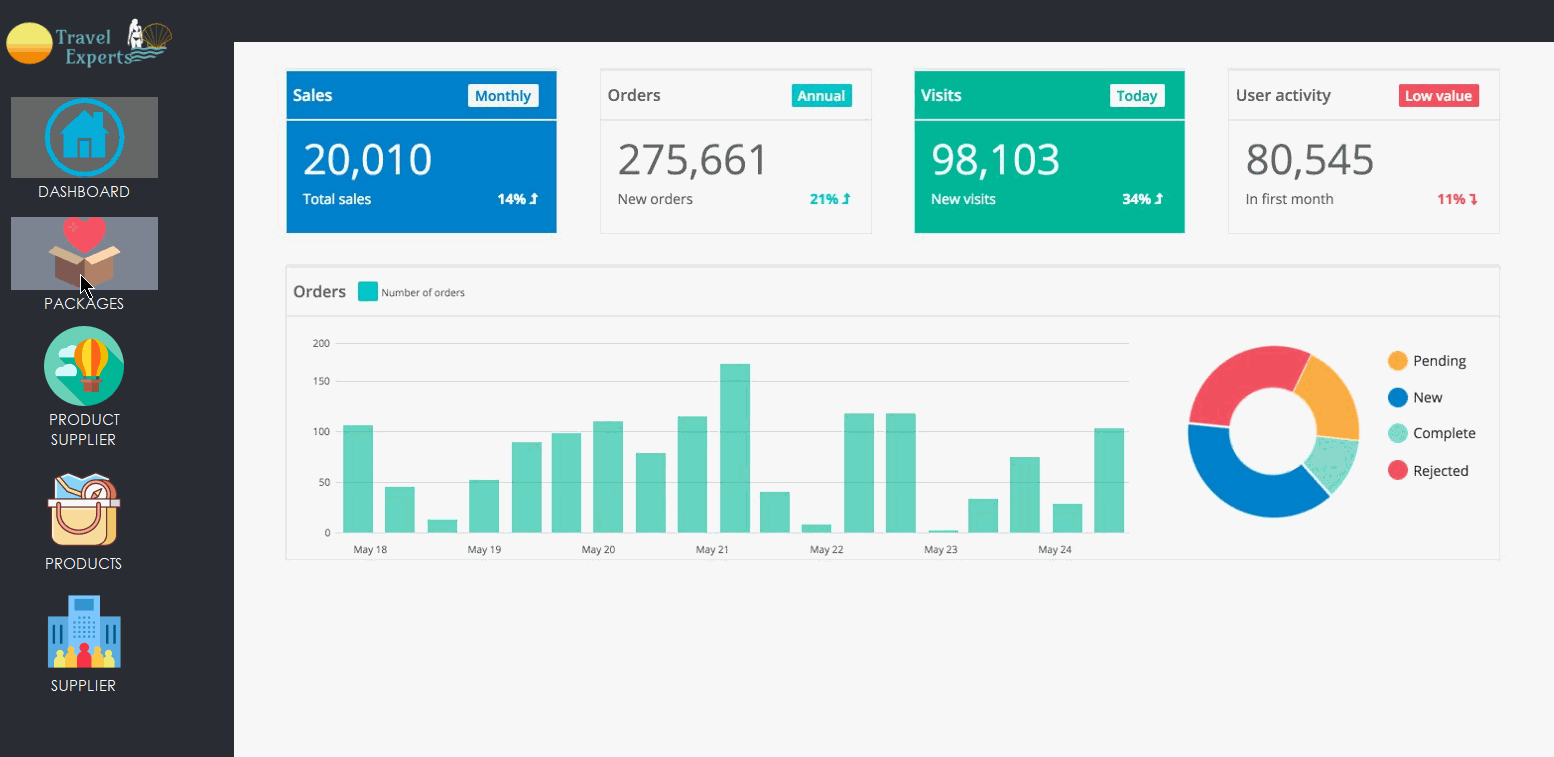 Travel
Experts
DASHBOARD
PACKAGES
PRODUCT
SUPPLIER
PRODUCTS
SUPPLIER
Sales Monthly
20,010
Total sales 14%
Orders Annual
275,661
New orders 21%
Visits Today
98,103
New visits 34%
User activity Low value
80,545
In first month 11%
Orders Number of orders
200
150
100
50
0
May 18 May 19 May 20 May 21 May 22 May 23 May 24
Pending
New
Complete
Rejected